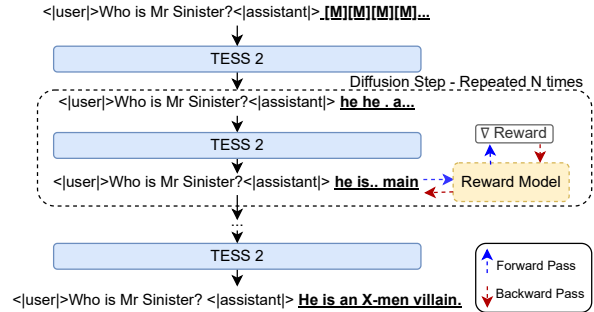 <|user|>Who is Mr Sinister?<|assistant|> [M][M][M][M]...
TESS 2
Diffusion Step - Repeated N times
<|user|>Who is Mr Sinister?<|assistant|> he he . a...
TESS 2
∇ Reward
<|user|>Who is Mr Sinister?<|assistant|> he is.. main
Reward Model
...
TESS 2
Forward Pass
Backward Pass
<|user|>Who is Mr Sinister? <|assistant|> He is an X-men villain.